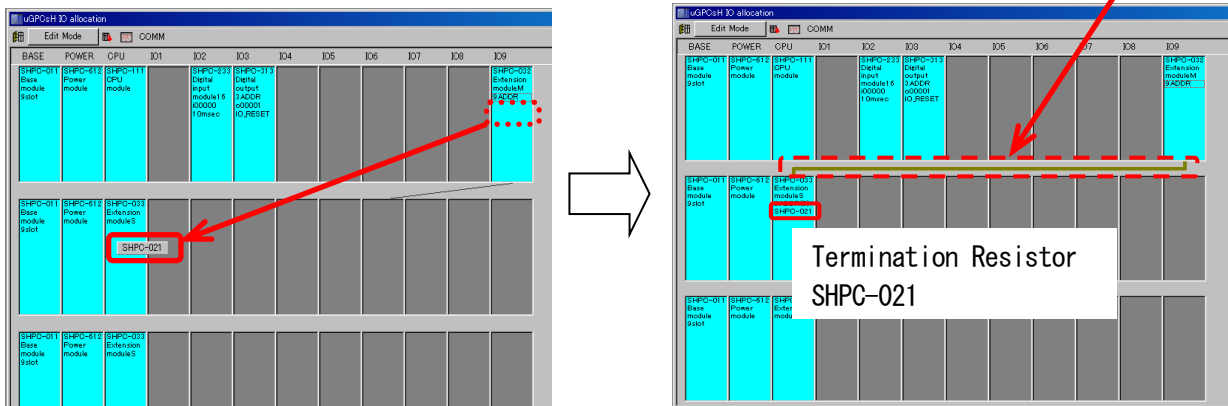 uGPCsH IO allocation
Edit Mode COMM
BASE POWER CPU IO1 IO2 IO3 IO4 IO5 IO6 IO7 IO8 IO9
SHPC-011 SHPC-612 SHPC-111 SHPC-233 SHPC-313 SHPC-032
Base Power CPU Digital Digital Extension
module module module input output moduleM
9slot module16 3ADDR 9ADDR
i00000 o00001
10msec IO_RESET
SHPC-011 SHPC-612 SHPC-033
Base Power Extension
module module moduleS
9slot
SHPC-021
SHPC-011 SHPC-612 SHPC-033
Base Power Extension
module module moduleS
9slot
uGPCsH IO allocation
Edit Mode COMM
BASE POWER CPU IO1 IO2 IO3 IO4 IO5 IO6 IO7 IO8 IO9
SHPC-011 SHPC-612 SHPC-111 SHPC-233 SHPC-313 SHPC-032
Base Power CPU Digital Digital Extension
module module module input output moduleM
9slot module16 3ADDR 9ADDR
i00000 o00001
10msec IO_RESET
SHPC-011 SHPC-612 SHPC-033
Base Power Extension
module module moduleS
9slot
SHPC-021
Termination Resistor
SHPC-021
SHPC-011 SHPC-612
Base Power
module module
9slot